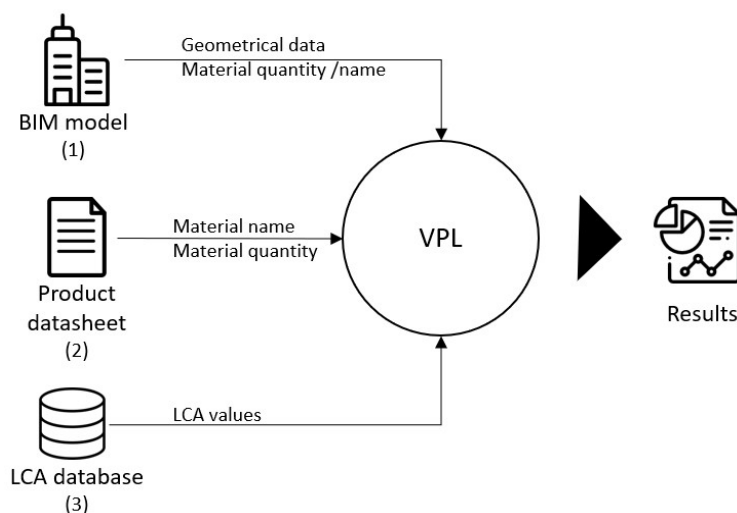 Geometrical data
Material quantity /name
BIM model
(1)
Material name
Material quantity
VPL
Product
datasheet
(2)
Results
LCA values
LCA database
(3)